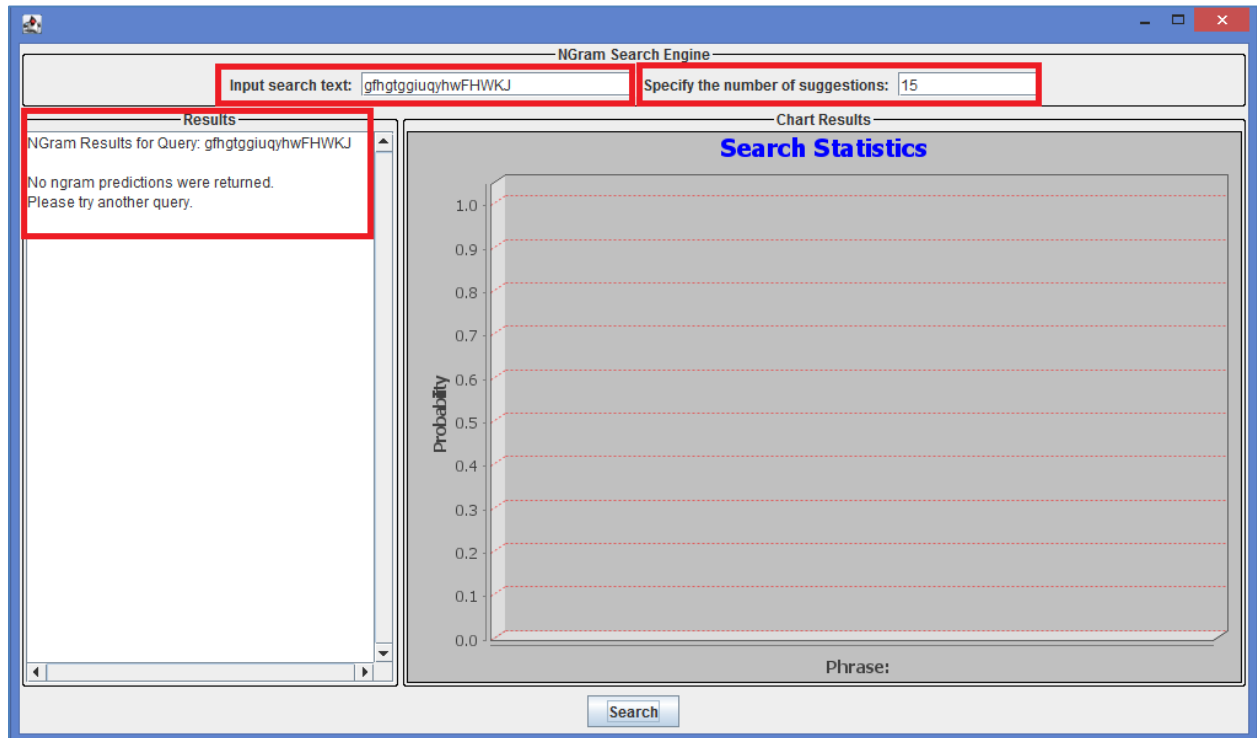 NGram Search Engine
Input search text: gfhgtggiuqyhwFHWKJ Specify the number of suggestions: 15
Results
NGram Results for Query: gfhgtggiuqyhwFHWKJ
No ngram predictions were returned.
Please try another query.
Chart Results
Search Statistics
Probability
1.0
0.9
0.8
0.7
0.6
0.5
0.4
0.3
0.2
0.1
0.0
Phrase:
Search